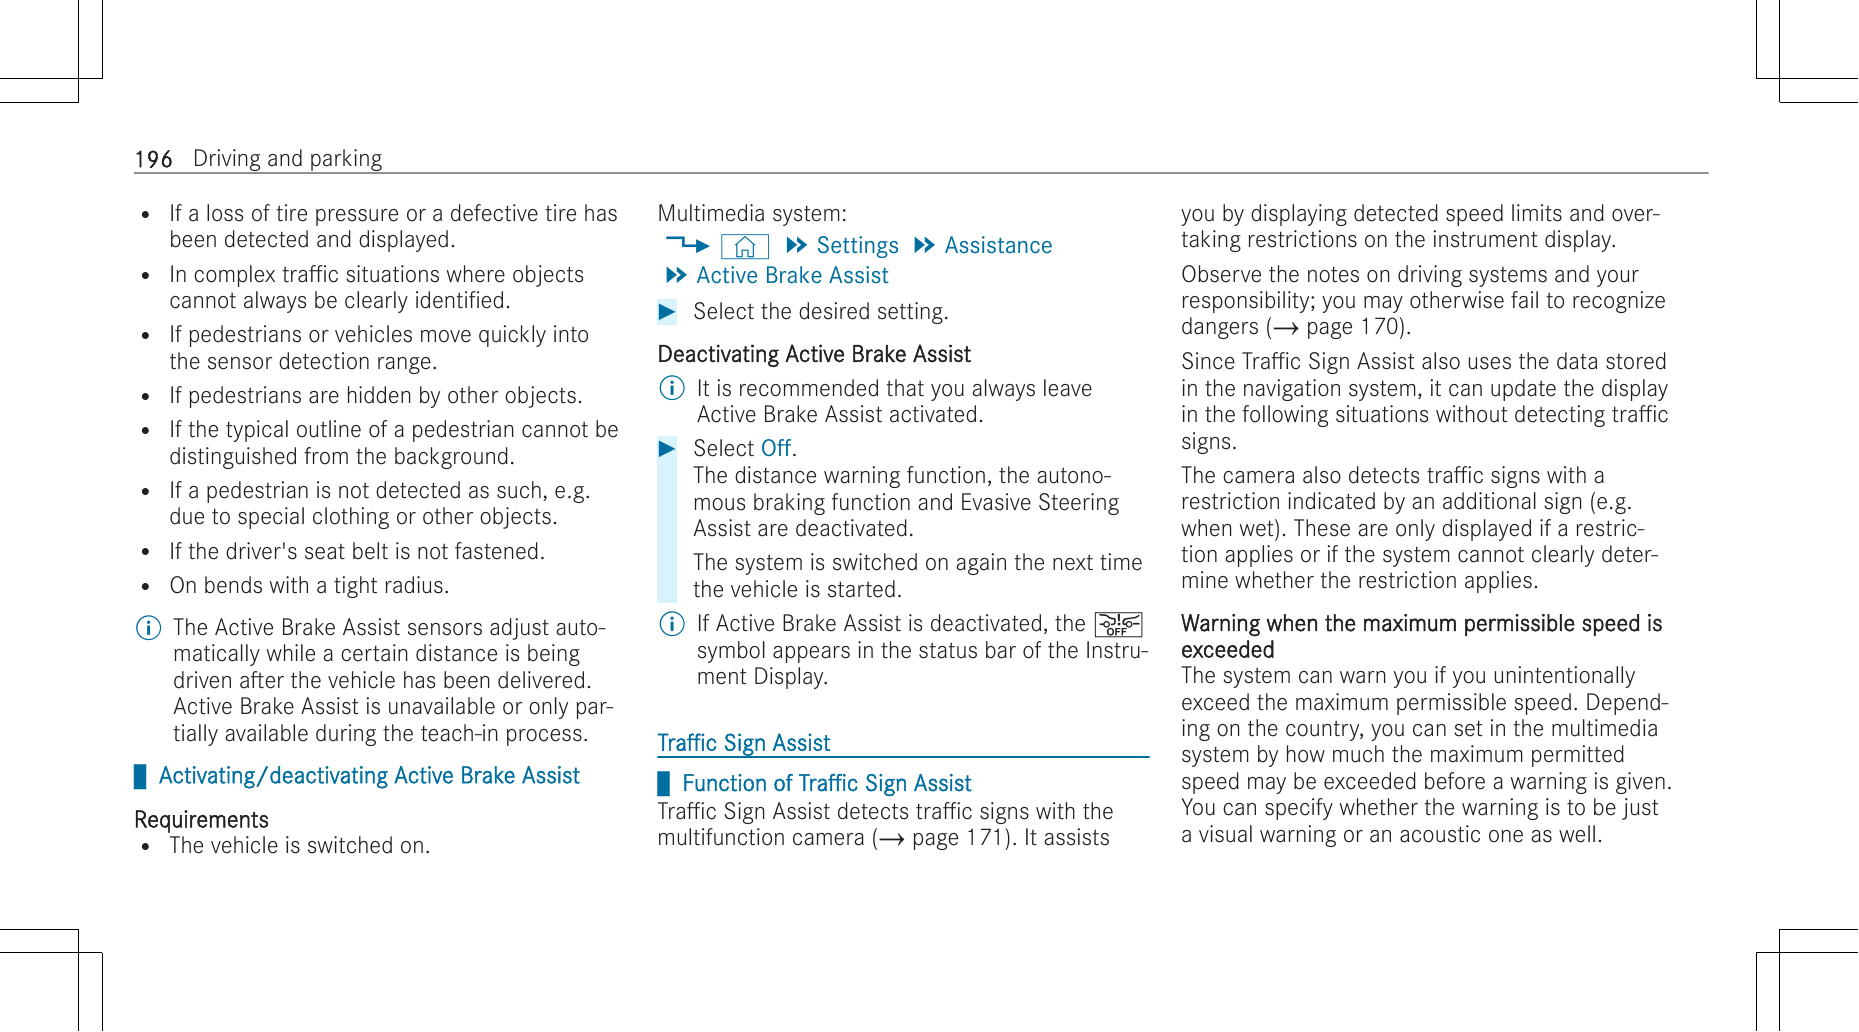 196 Driving and parking
• If a loss of tire pressure or a defective tire has
been detected and displayed.
• In complex traffic situations where objects
cannot always be clearly identified.
• If pedestrians or vehicles move quickly into
the sensor detection range.
• If pedestrians are hidden by other objects.
• If the typical outline of a pedestrian cannot be
distinguished from the background.
• If a pedestrian is not detected as such, e.g.
due to special clothing or other objects.
• If the driver's seat belt is not fastened.
• On bends with a tight radius.
i The Active Brake Assist sensors adjust auto-
matically while a certain distance is being
driven after the vehicle has been delivered.
Active Brake Assist is unavailable or only par-
tially available during the teach-in process.
Activating/deactivating Active Brake Assist
Requirements
• The vehicle is switched on.
Multimedia system:
Settings Assistance
Active Brake Assist
Select the desired setting.
Deactivating Active Brake Assist
i It is recommended that you always leave
Active Brake Assist activated.
Select Off.
The distance warning function, the autono-
mous braking function and Evasive Steering
Assist are deactivated.
The system is switched on again the next time
the vehicle is started.
i If Active Brake Assist is deactivated, the OFF
symbol appears in the status bar of the Instru-
ment Display.
Traffic Sign Assist
Function of Traffic Sign Assist
Traffic Sign Assist detects traffic signs with the
multifunction camera (→ page 171). It assists
you by displaying detected speed limits and over-
taking restrictions on the instrument display.
Observe the notes on driving systems and your
responsibility; you may otherwise fail to recognize
dangers (→ page 170).
Since Traffic Sign Assist also uses the data stored
in the navigation system, it can update the display
in the following situations without detecting traffic
signs.
The camera also detects traffic signs with a
restriction indicated by an additional sign (e.g.
when wet). These are only displayed if a restric-
tion applies or if the system cannot clearly deter-
mine whether the restriction applies.
Warning when the maximum permissible speed is
exceeded
The system can warn you if you unintentionally
exceed the maximum permissible speed. Depend-
ing on the country, you can set in the multimedia
system by how much the maximum permitted
speed may be exceeded before a warning is given.
You can specify whether the warning is to be just
a visual warning or an acoustic one as well.